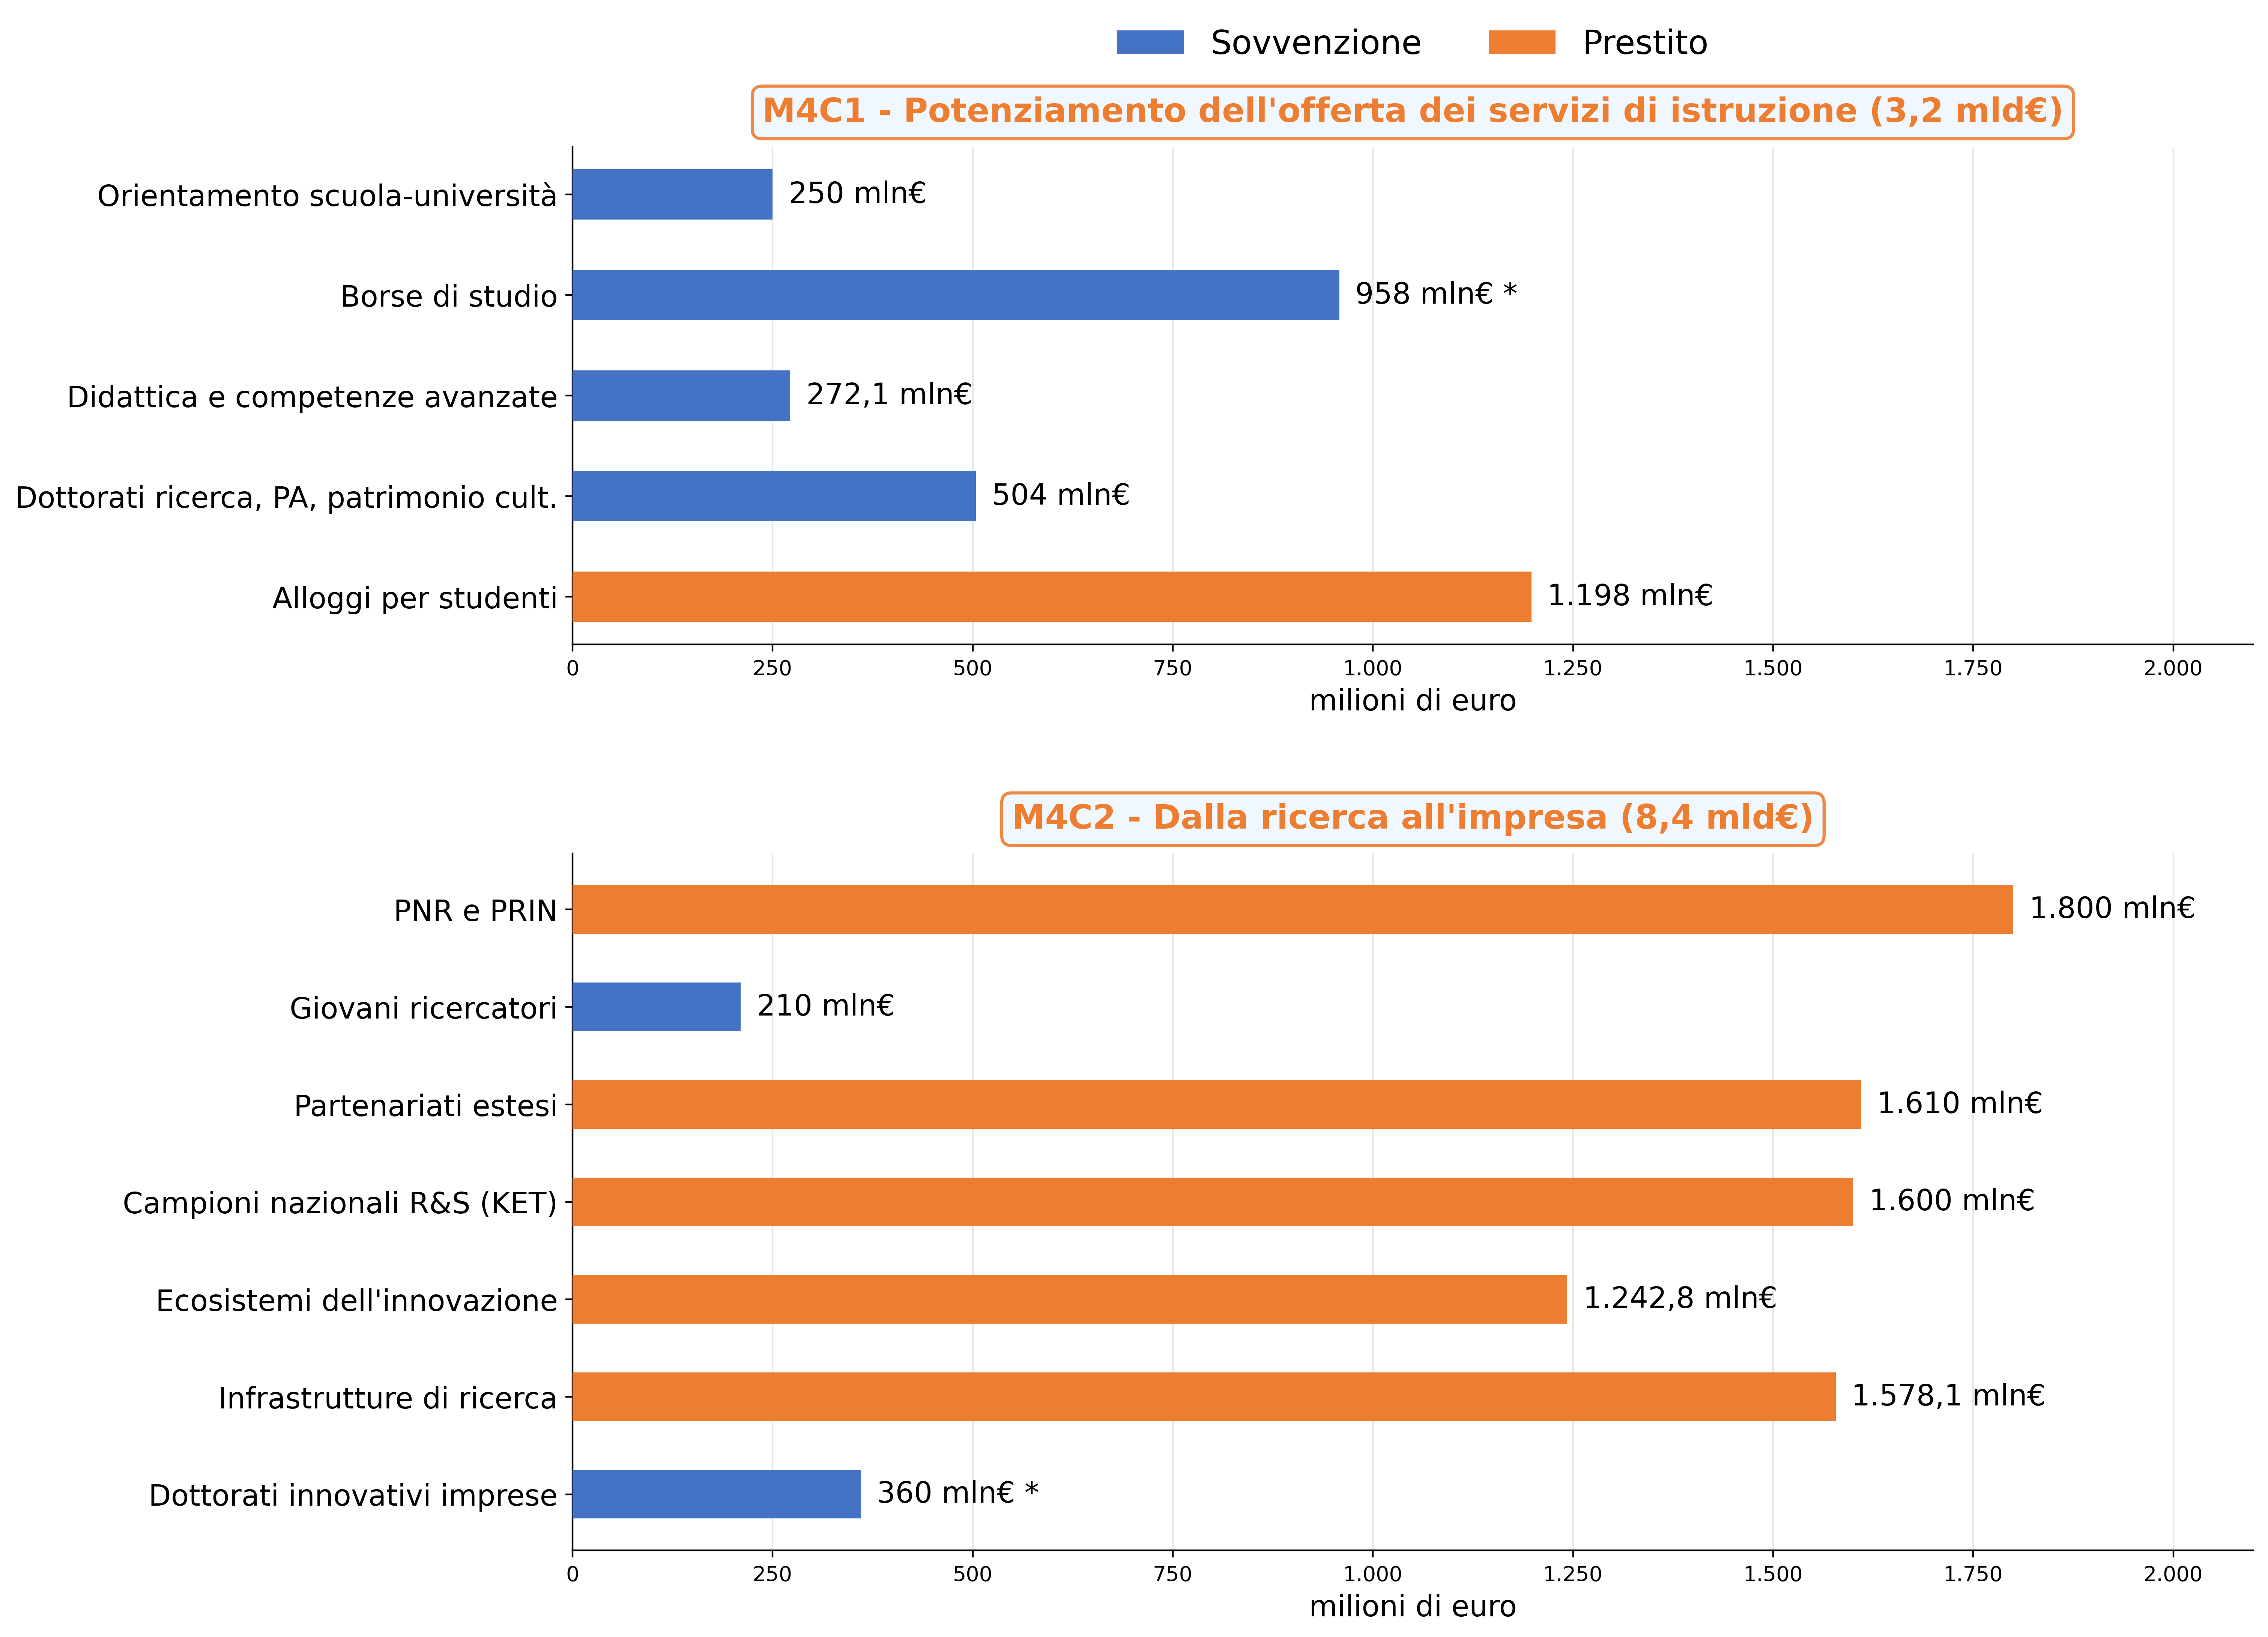 Sovvenzione Prestito
M4C1 - Potenziamento dell'offerta dei servizi di istruzione (3,2 mld€)
Orientamento scuola-università 250 mln€
Borse di studio 958 mln€ *
Didattica e competenze avanzate 272,1 mln€
Dottorati ricerca, PA, patrimonio cult. 504 mln€
Alloggi per studenti 1.198 mln€
0 250 500 750 1.000 1.250 1.500 1.750 2.000
milioni di euro
M4C2 - Dalla ricerca all'impresa (8,4 mld€)
PNR e PRIN 1.800 mln€
Giovani ricercatori 210 mln€
Partenariati estesi 1.610 mln€
Campioni nazionali R&S (KET) 1.600 mln€
Ecosistemi dell'innovazione 1.242,8 mln€
Infrastrutture di ricerca 1.578,1 mln€
Dottorati innovativi imprese 360 mln€ *
0 250 500 750 1.000 1.250 1.500 1.750 2.000
milioni di euro